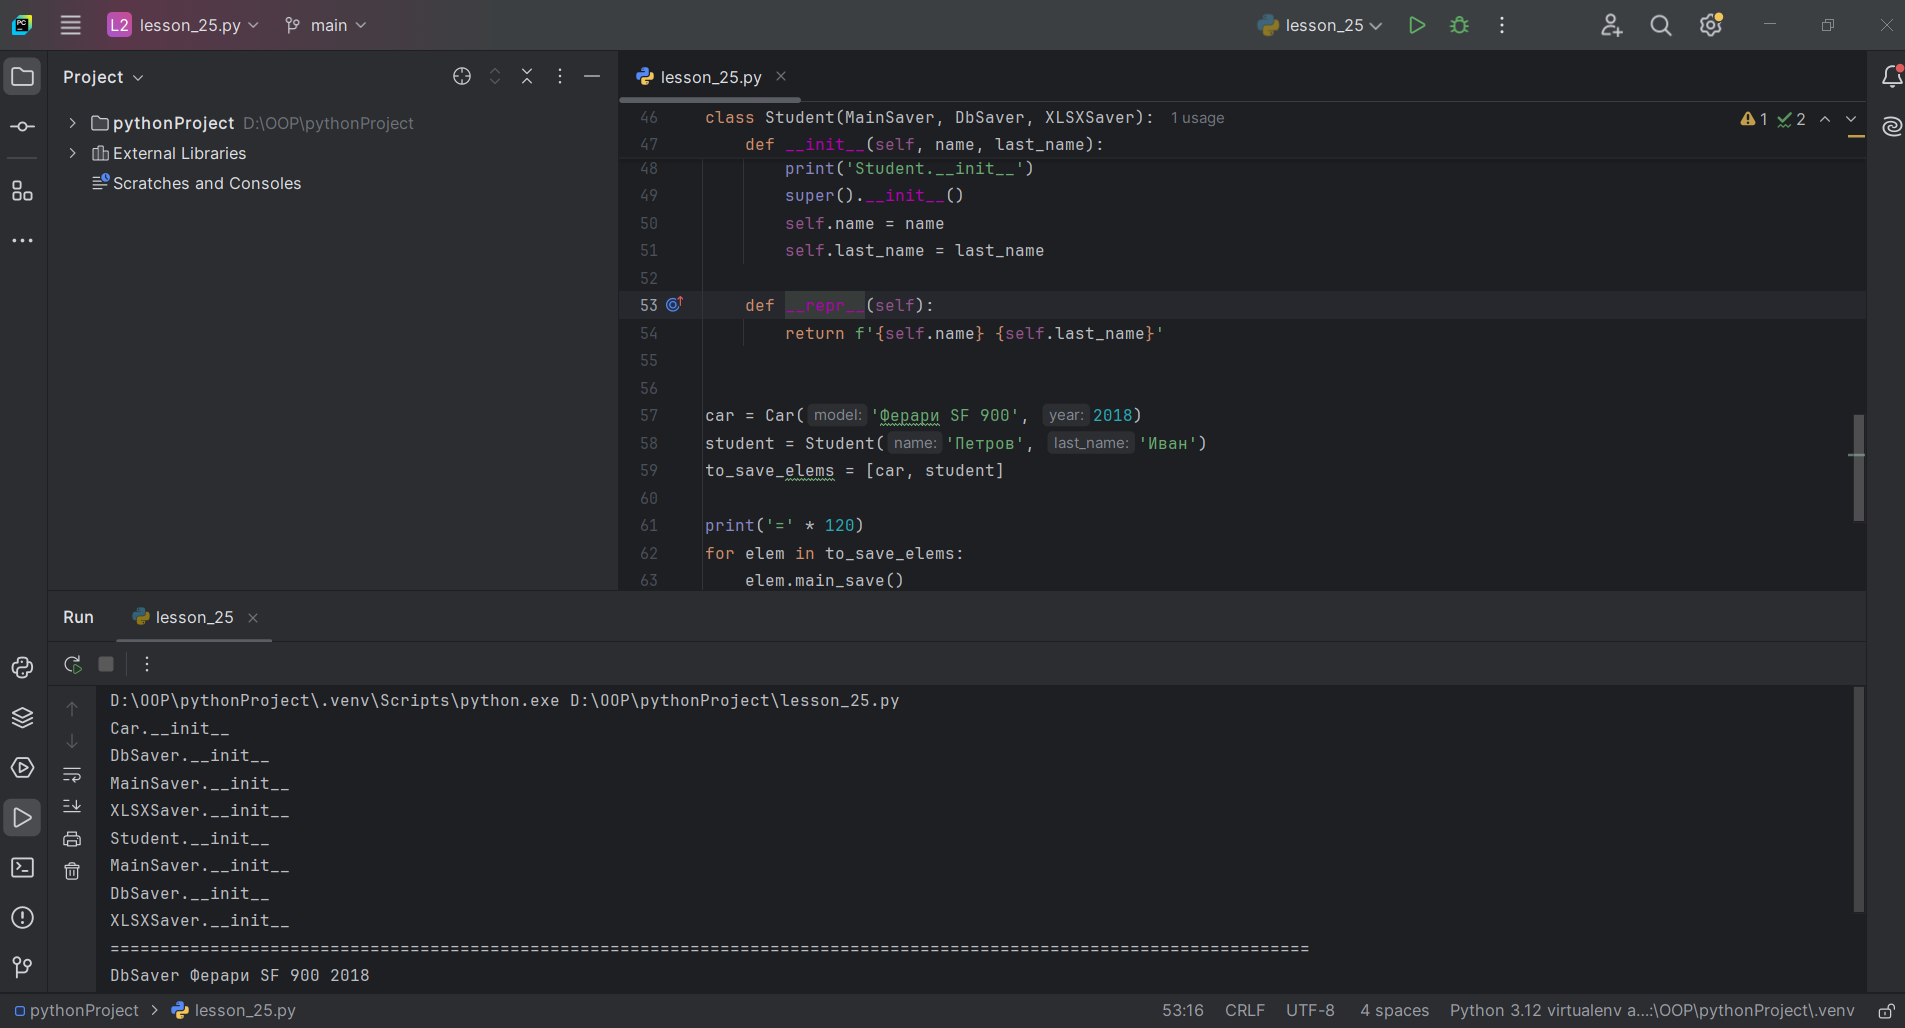 L2 lesson_25.py main lesson_25
Project
pythonProject D:\OOP\pythonProject
External Libraries
Scratches and Consoles
lesson_25.py
46 class Student(MainSaver, DbSaver, XLSXSaver): 1 usage
1 2
47 def __init__(self, name, last_name):
48 print('Student.__init__')
49 super().__init__()
50 self.name = name
51 self.last_name = last_name
52
53 def __repr__(self):
54 return f'{self.name} {self.last_name}'
55
56
57 car = Car( model: 'Ферари SF 900', year: 2018)
58 student = Student( name: 'Петров', last_name: 'Иван')
59 to_save_elems = [car, student]
60
61 print('=' * 120)
62 for elem in to_save_elems:
63 elem.main_save()
Run lesson_25
D:\OOP\pythonProject\.venv\Scripts\python.exe D:\OOP\pythonProject\lesson_25.py
Car.__init__
DbSaver.__init__
MainSaver.__init__
XLSXSaver.__init__
Student.__init__
MainSaver.__init__
DbSaver.__init__
XLSXSaver.__init__
========================================================================================================================
DbSaver Ферари SF 900 2018
pythonProject > lesson_25.py 53:16 CRLF UTF-8 4 spaces Python 3.12 virtualenv a...:\OOP\pythonProject\.venv